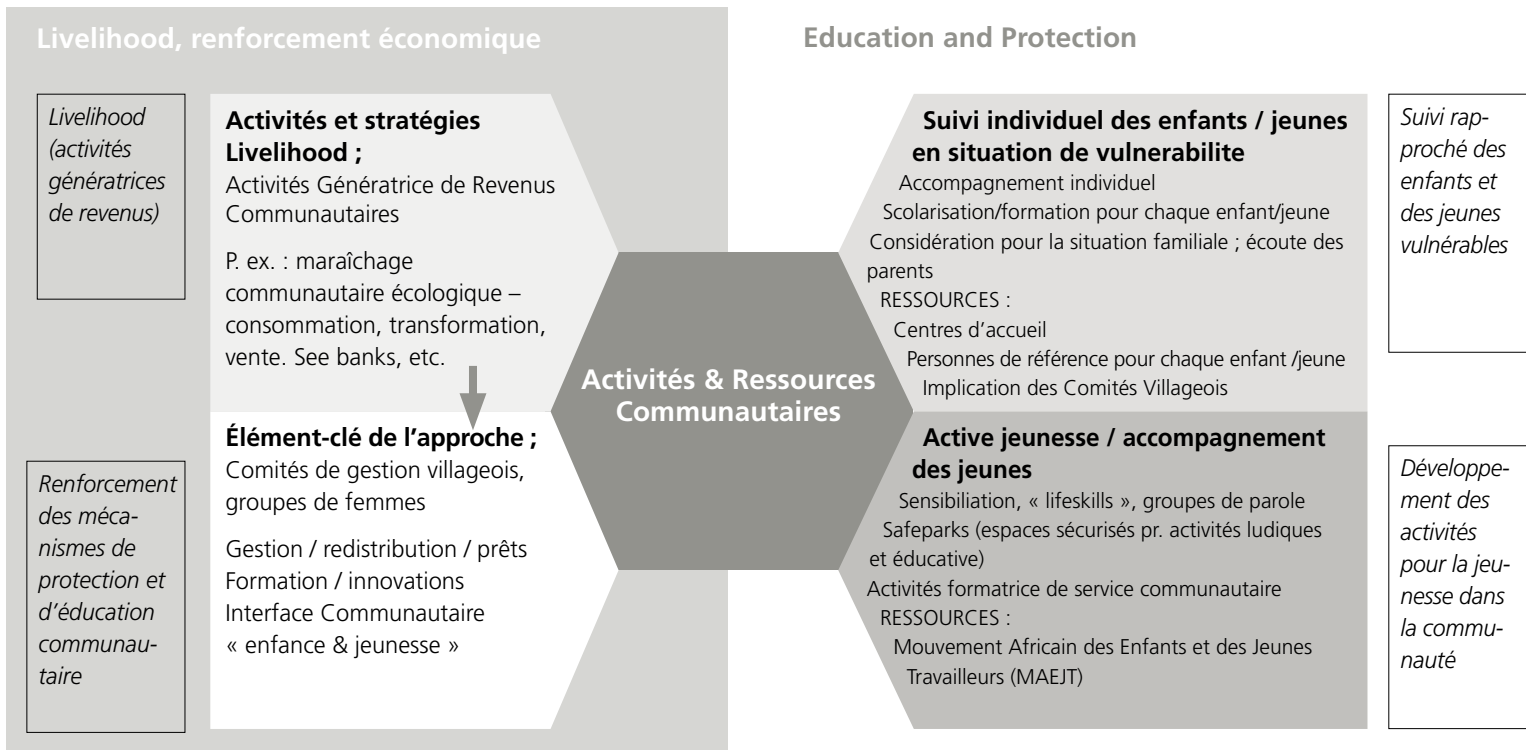 Livelihood, renforcement économique
Education and Protection
Livelihood
(activités
génératrices
de revenus)
Activités et stratégies
Livelihood ;
Activités Génératrice de Revenus
Communautaires
P. ex. : maraîchage
communautaire écologique –
consommation, transformation,
vente. See banks, etc.
Renforcement
des méca-
nismes de
protection et
d’éducation
communau-
taire
Élément-clé de l’approche ;
Comités de gestion villageois,
groupes de femmes
Gestion / redistribution / prêts
Formation / innovations
Interface Communautaire
« enfance & jeunesse »
Activités & Ressources
Communautaires
Suivi individuel des enfants / jeunes
en situation de vulnerabilite
Accompagnement individuel
Scolarisation/formation pour chaque enfant/jeune
Considération pour la situation familiale ; écoute des
parents
RESSOURCES :
Centres d’accueil
Personnes de référence pour chaque enfant /jeune
Implication des Comités Villageois
Suivi rap-
proché des
enfants et
des jeunes
vulnérables
Active jeunesse / accompagnement
des jeunes
Sensibiliation, « lifeskills », groupes de parole
Safeparks (espaces sécurisés pr. activités ludiques
et éducative)
Activités formatrice de service communautaire
RESSOURCES :
Mouvement Africain des Enfants et des Jeunes
Travailleurs (MAEJT)
Développe-
ment des
activités
pour la jeu-
nesse dans
la commu-
nauté